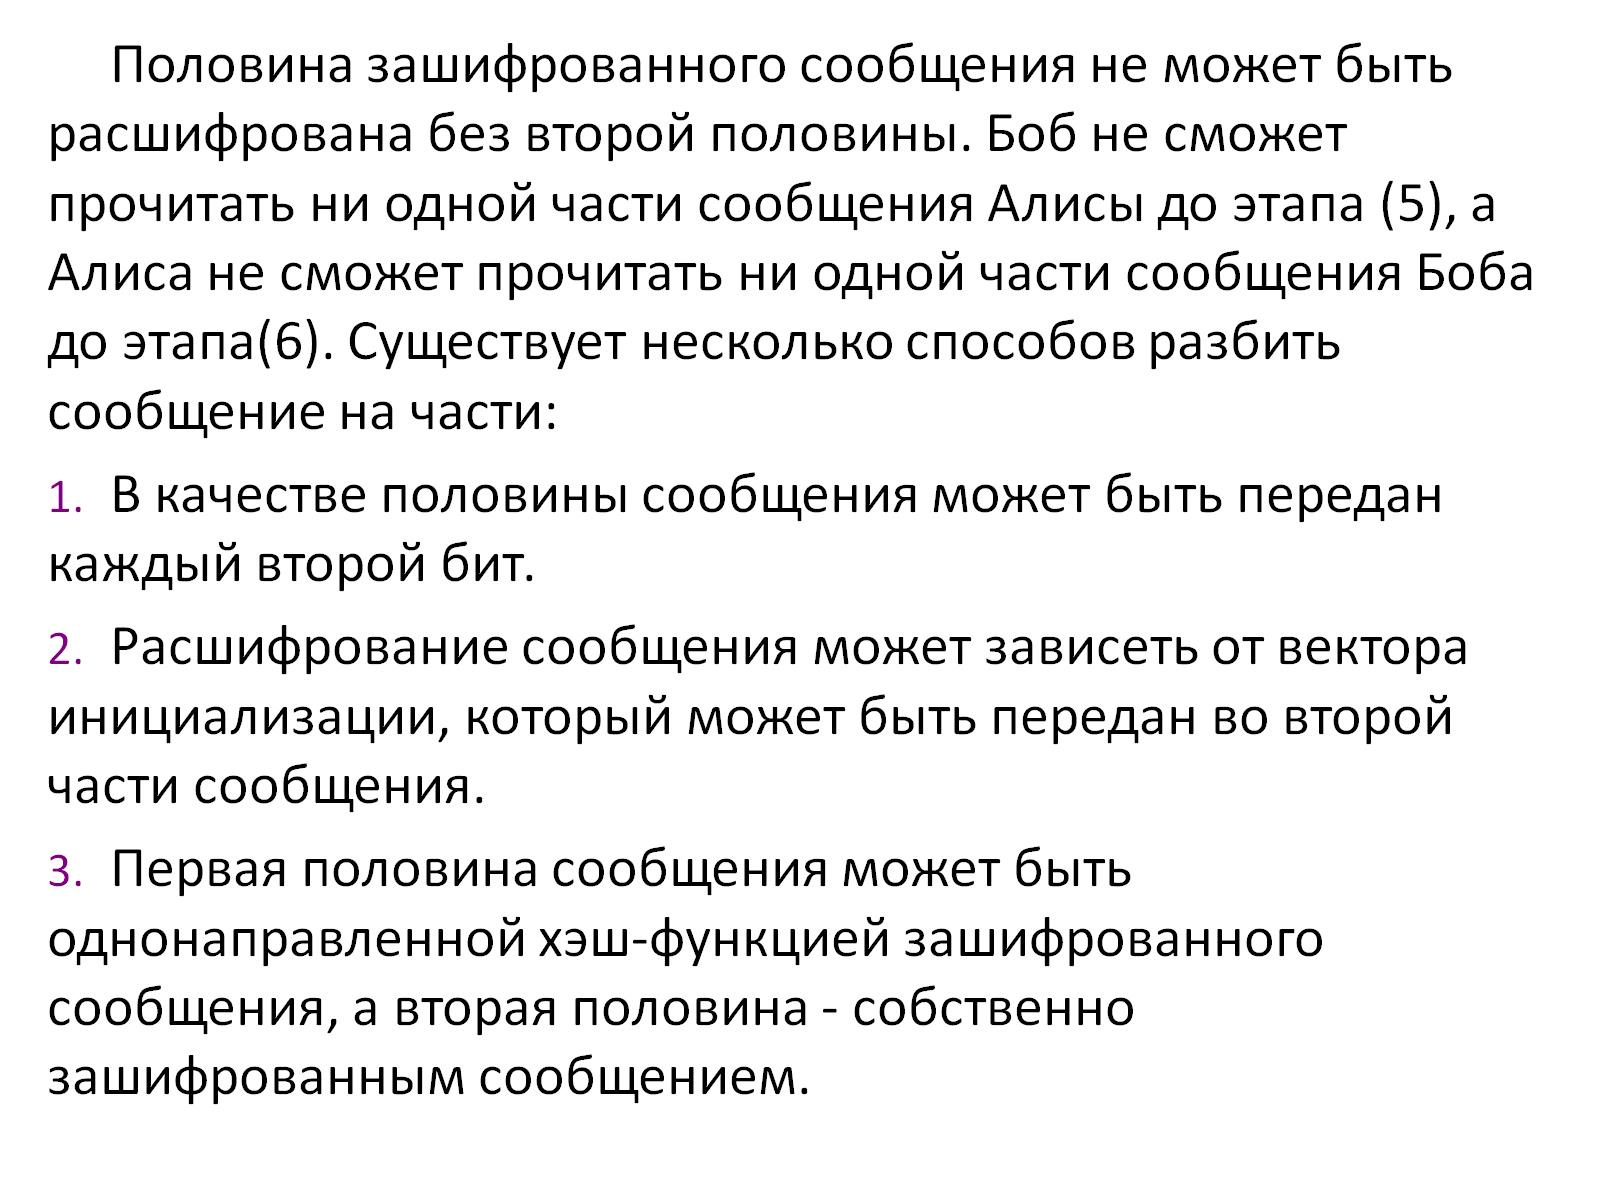 Половина зашифрованного сообщения не может быть
расшифрована без второй половины. Боб не сможет
прочитать ни одной части сообщения Алисы до этапа (5), а
Алиса не сможет прочитать ни одной части сообщения Боба
до этапа(6). Существует несколько способов разбить
сообщение на части:
1. В качестве половины сообщения может быть передан
каждый второй бит.
2. Расшифрование сообщения может зависеть от вектора
инициализации, который может быть передан во второй
части сообщения.
3. Первая половина сообщения может быть
однонаправленной хэш-функцией зашифрованного
сообщения, а вторая половина - собственно
зашифрованным сообщением.